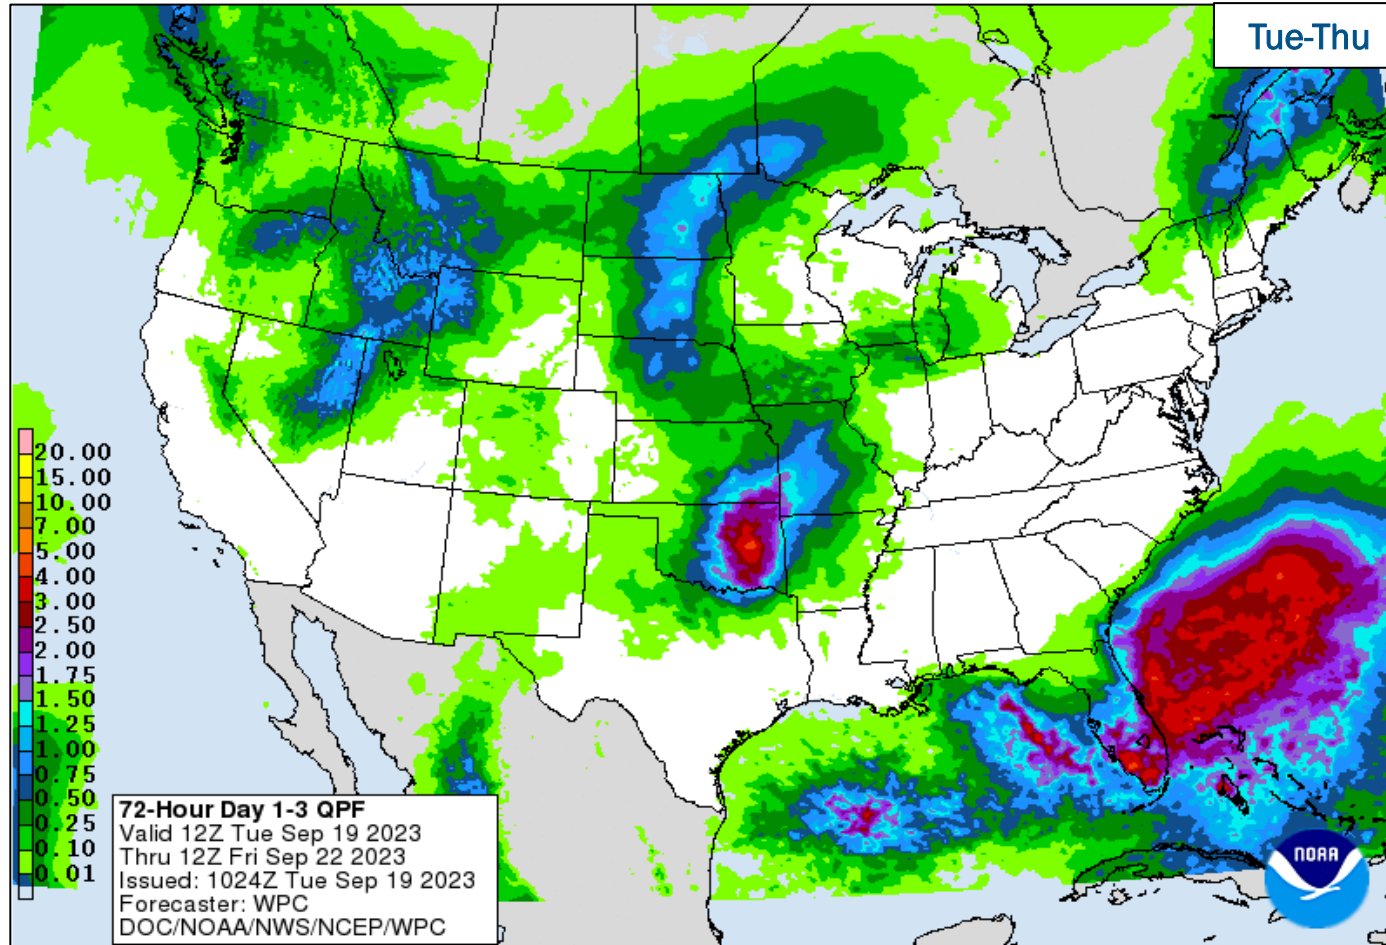 Tue-Thu
20.00
15.00
10.00
7.00
5.00
4.00
3.00
2.50
2.00
1.75
1.50
1.25
1.00
0.75
0.50
0.25
0.10
0.01
72-Hour Day 1-3 QPF
Valid 12Z Tue Sep 19 2023
Thru 12Z Fri Sep 22 2023
Issued: 1024Z Tue Sep 19 2023
Forecaster: WPC
DOC/NOAA/NWS/NCEP/WPC
NOAA